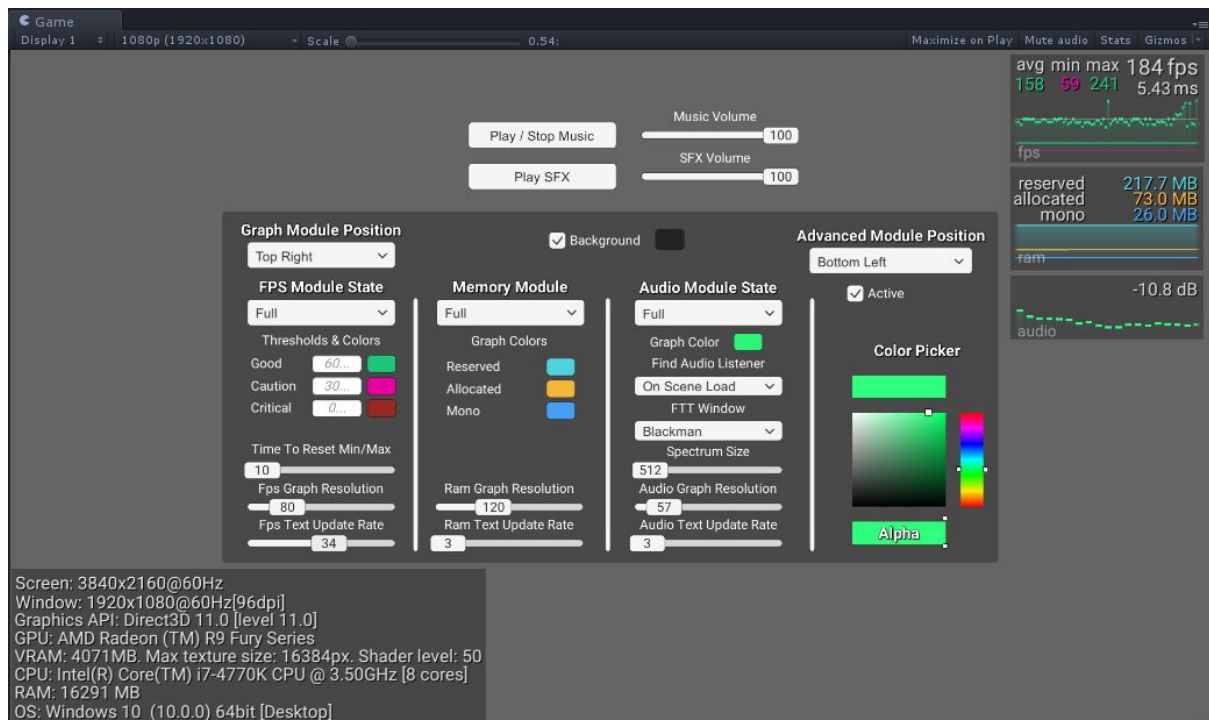 Game
Display 1 1080p (1920x1080) Scale 0.54: Maximize on Play Mute audio Stats Gizmos
avg min max 184 fps
158 59 241 5.43 ms
fps
reserved 217.7 MB
allocated 73.0 MB
mono 26.0 MB
ram
-10.8 dB
audio
Play / Stop Music
Music Volume
100
Play SFX
SFX Volume
100
Graph Module Position
Top Right
Background
Advanced Module Position
Bottom Left
Active
FPS Module State
Full
Thresholds & Colors
Good 60...
Caution 30...
Critical 0...
Time To Reset Min/Max
10
Fps Graph Resolution
80
Fps Text Update Rate
34
Memory Module
Full
Graph Colors
Reserved
Allocated
Mono
Ram Graph Resolution
120
Ram Text Update Rate
3
Audio Module State
Full
Graph Color
Find Audio Listener
On Scene Load
FTT Window
Blackman
Spectrum Size
512
Audio Graph Resolution
57
Audio Text Update Rate
3
Color Picker
Alpha
Screen: 3840x2160@60Hz
Window: 1920x1080@60Hz[96dpi]
Graphics API: Direct3D 11.0 [level 11.0]
GPU: AMD Radeon (TM) R9 Fury Series
VRAM: 4071MB. Max texture size: 16384px. Shader level: 50
CPU: Intel(R) Core(TM) i7-4770K CPU @ 3.50GHz [8 cores]
RAM: 16291 MB
OS: Windows 10 (10.0.0) 64bit [Desktop]